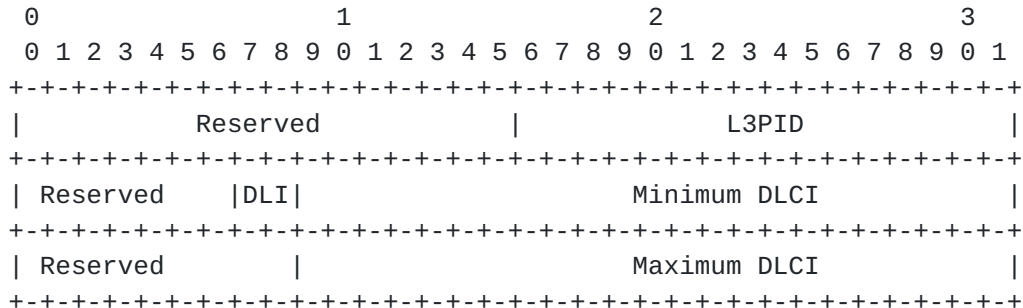 0                   1                   2                   3
 0 1 2 3 4 5 6 7 8 9 0 1 2 3 4 5 6 7 8 9 0 1 2 3 4 5 6 7 8 9 0 1
+-+-+-+-+-+-+-+-+-+-+-+-+-+-+-+-+-+-+-+-+-+-+-+-+-+-+-+-+-+-+-+-+
|           Reserved            |             L3PID             |
+-+-+-+-+-+-+-+-+-+-+-+-+-+-+-+-+-+-+-+-+-+-+-+-+-+-+-+-+-+-+-+-+
| Reserved    |DLI|                     Minimum DLCI            |
+-+-+-+-+-+-+-+-+-+-+-+-+-+-+-+-+-+-+-+-+-+-+-+-+-+-+-+-+-+-+-+-+
| Reserved        |                     Maximum DLCI            |
+-+-+-+-+-+-+-+-+-+-+-+-+-+-+-+-+-+-+-+-+-+-+-+-+-+-+-+-+-+-+-+-+